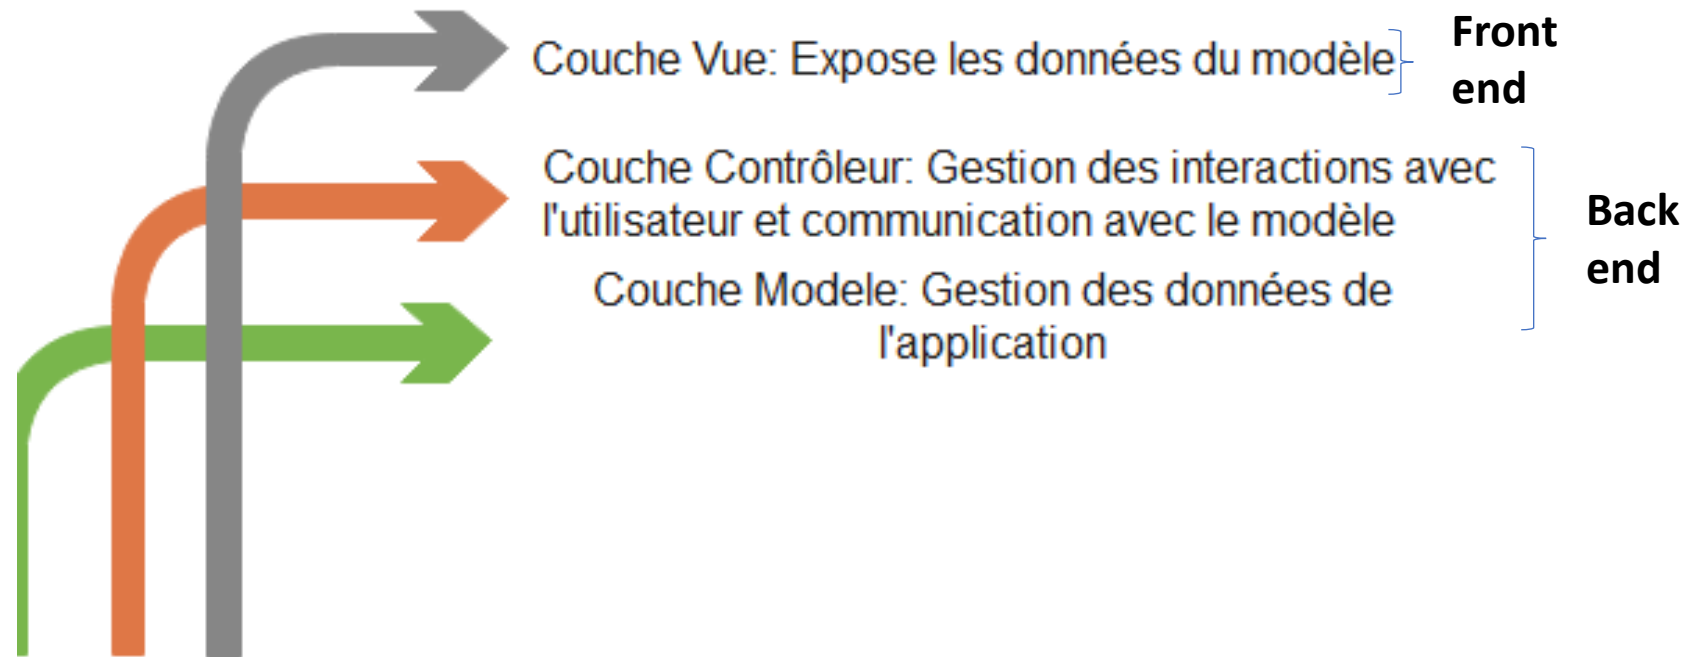 Couche Vue: Expose les données du modèle
Front
end
Couche Contrôleur: Gestion des interactions avec
l'utilisateur et communication avec le modèle
Back
end
Couche Modele: Gestion des données de
l'application